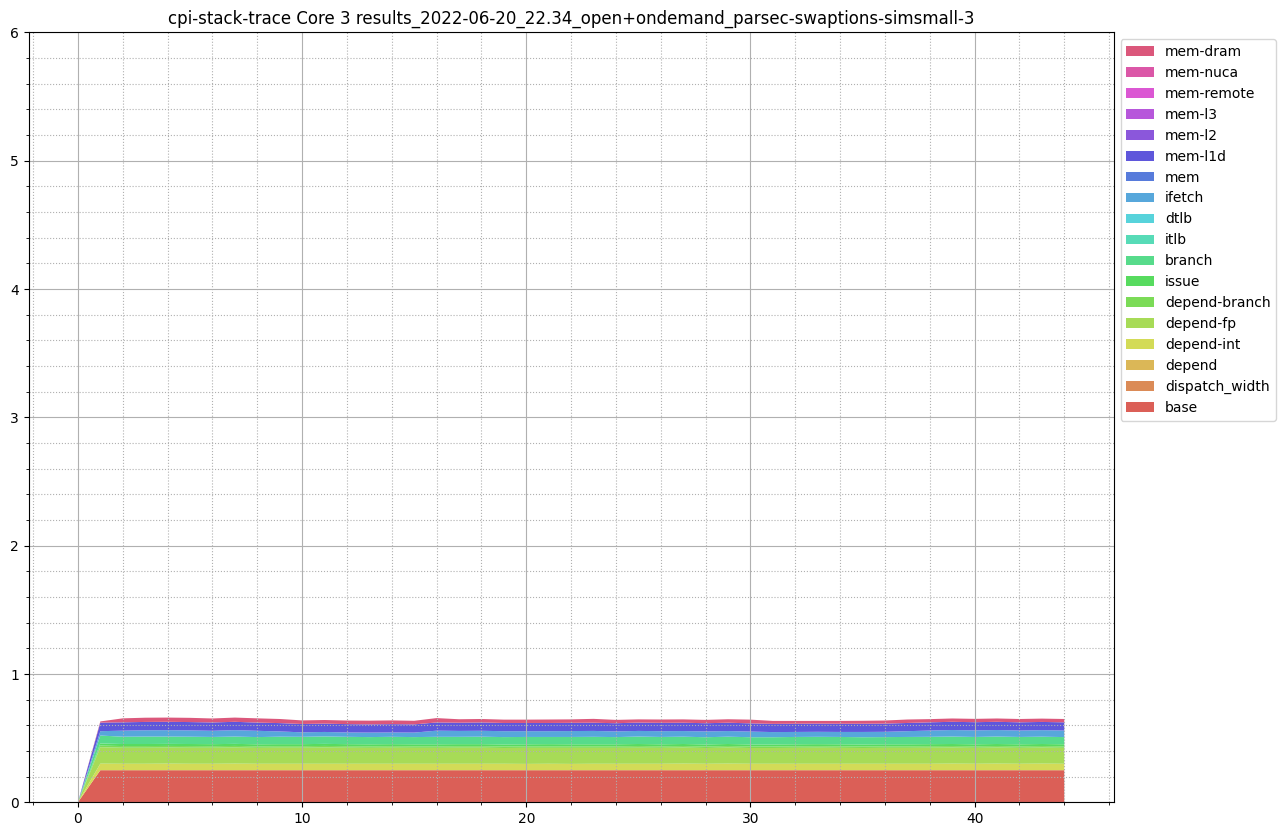 cpi-stack-trace Core 3 results_2022-06-20_22.34_open+ondemand_parsec-swaptions-simsmall-3
6
5
4
3
2
1
0
0 10 20 30 40
mem-dram
mem-nuca
mem-remote
mem-l3
mem-l2
mem-l1d
mem
ifetch
dtlb
itlb
branch
issue
depend-branch
depend-fp
depend-int
depend
dispatch_width
base